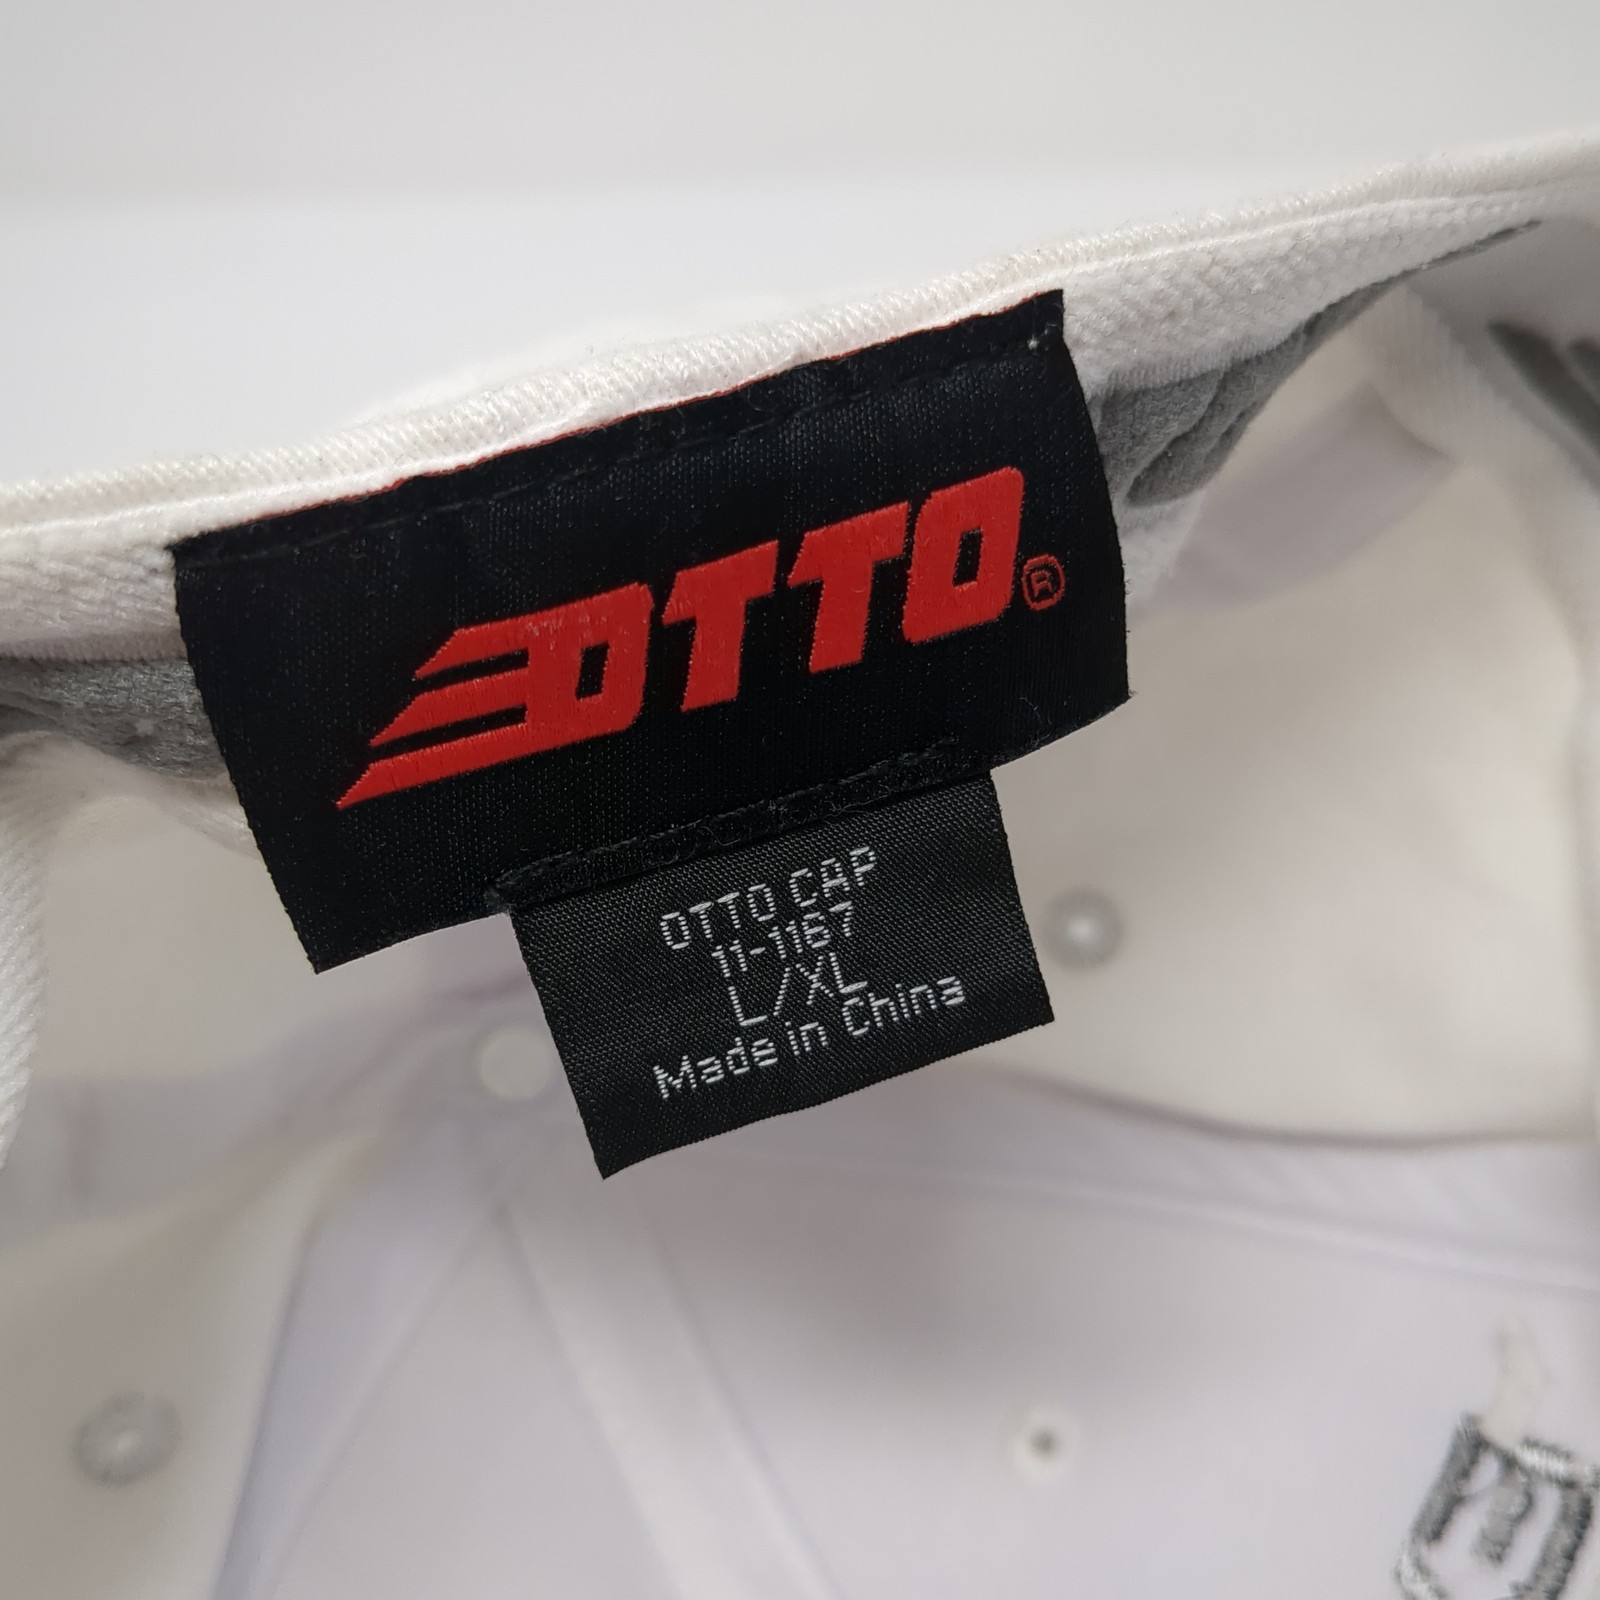 OTTO®
OTTO CAP
11-1167
L/XL
Made in China